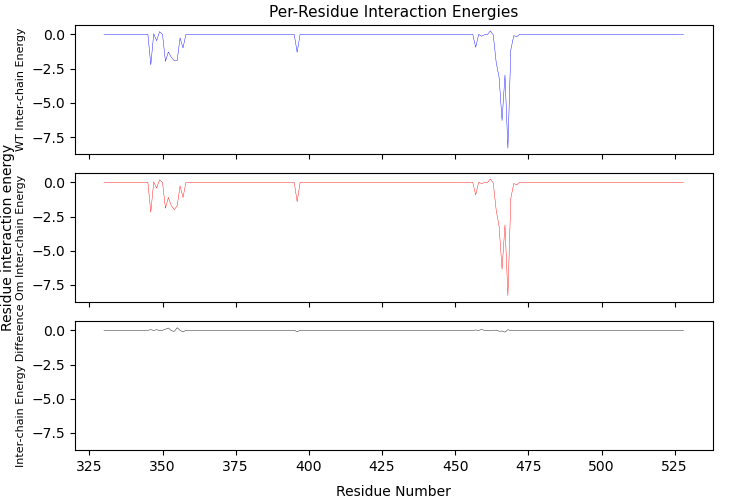 Per-Residue Interaction Energies
WT Inter-chain Energy
0.0
−2.5
−5.0
−7.5
Residue interaction energy
Om Inter-chain Energy
0.0
−2.5
−5.0
−7.5
Inter-chain Energy Difference
0.0
−2.5
−5.0
−7.5
325 350 375 400 425 450 475 500 525
Residue Number